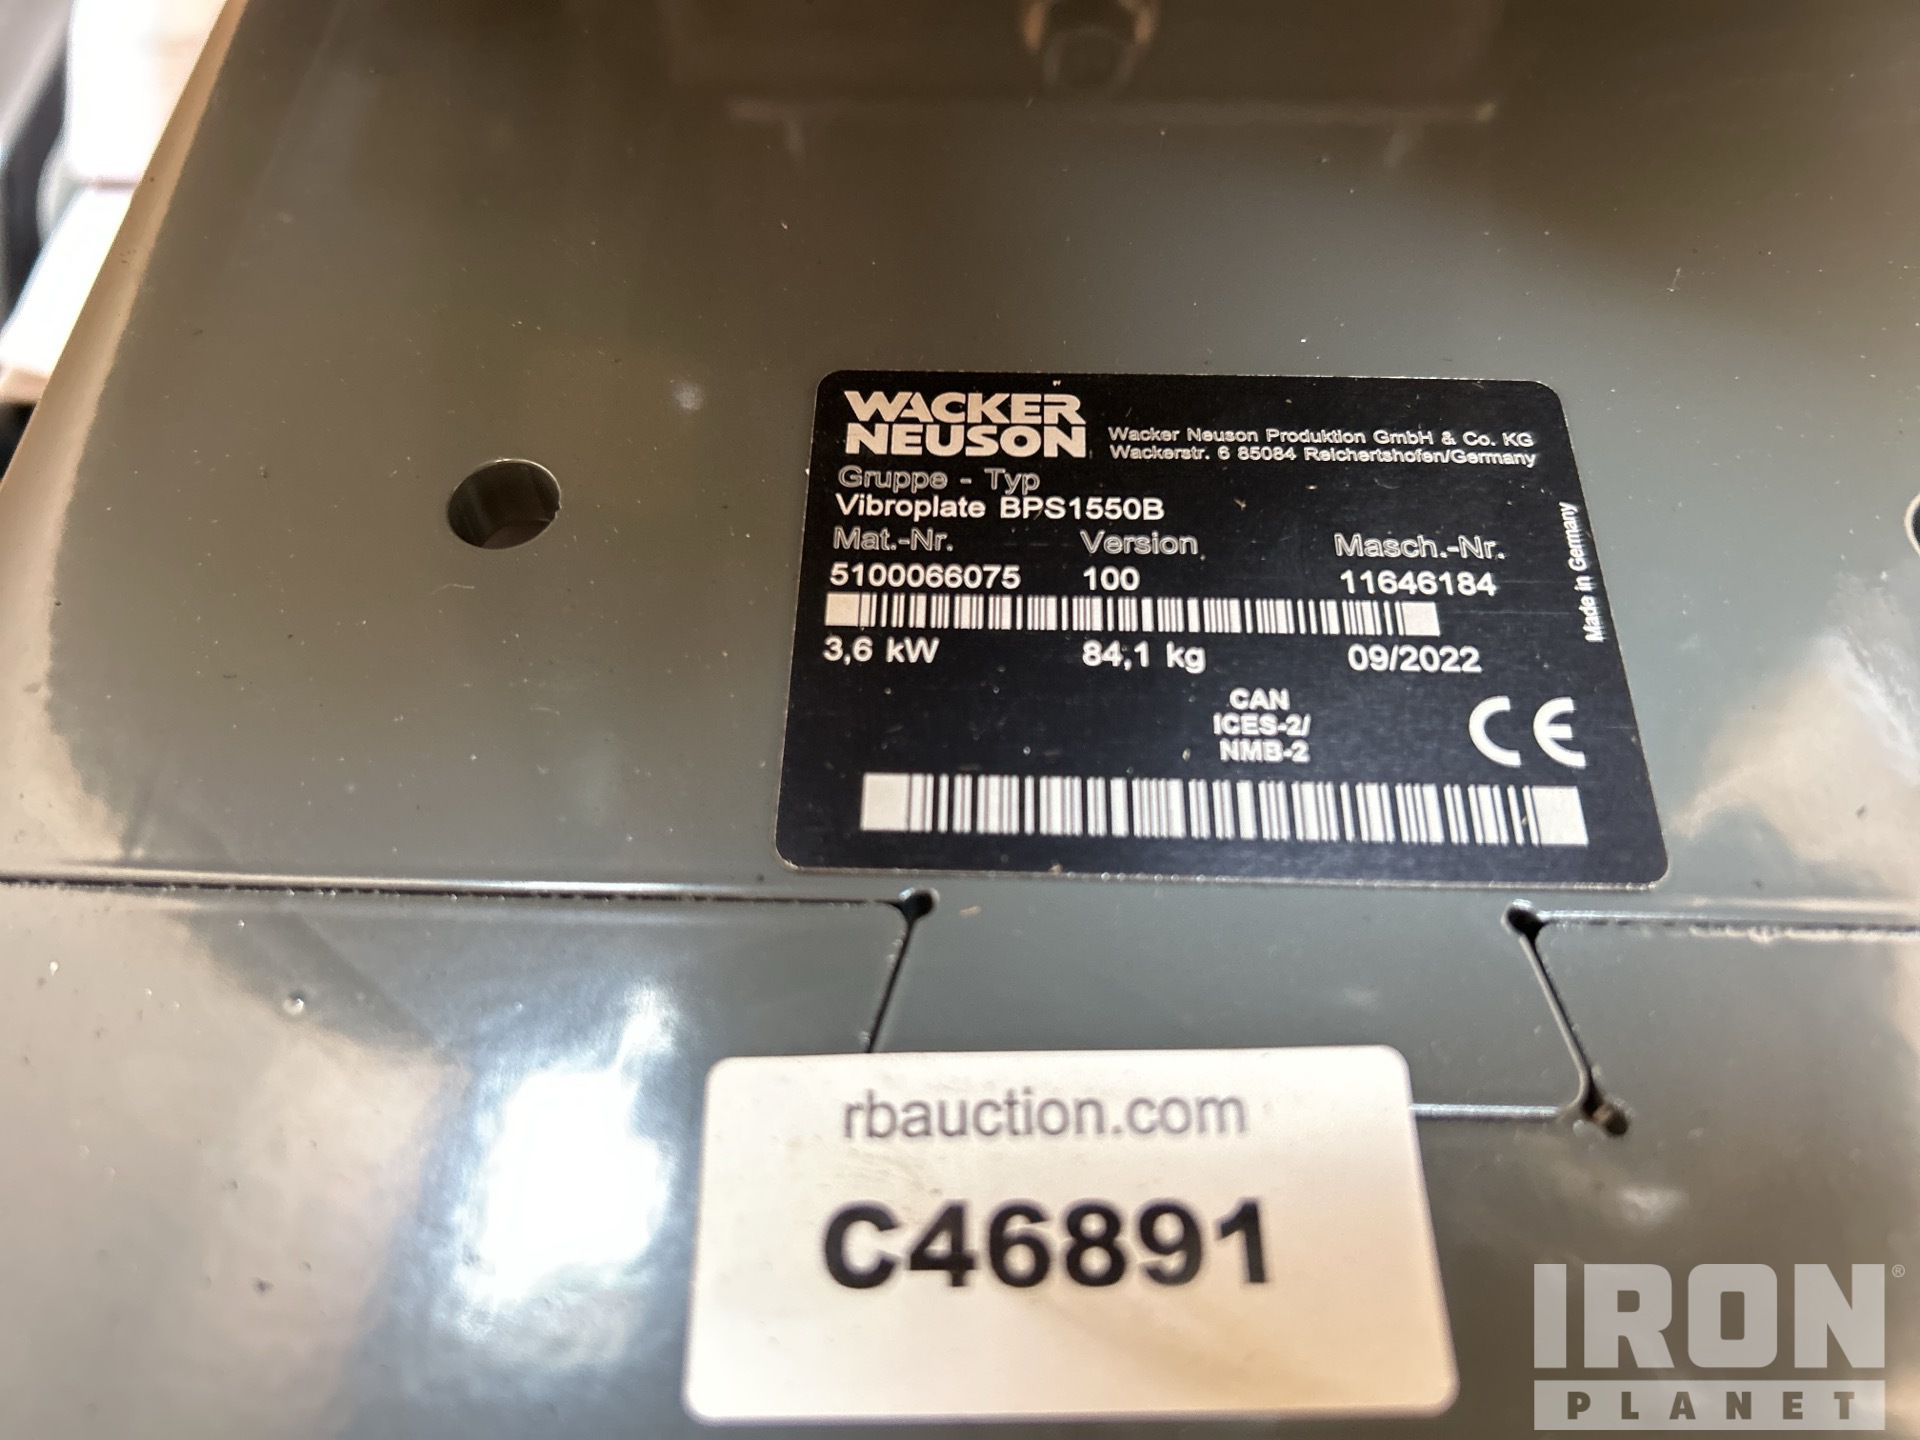 WACKER
NEUSON
Wacker Neuson Produktion GmbH & Co. KG
Wackerstr. 6 85084 Reichertshofen/Germany
Gruppe - Typ
Vibroplate BPS1550B
Mat.-Nr. Version Masch.-Nr.
5100066075 100 11646184
3,6 kW 84,1 kg 09/2022
CAN
ICES-2/
NMB-2
CE
Made in Germany
rbauction.com
C46891
IRON®
PLANET